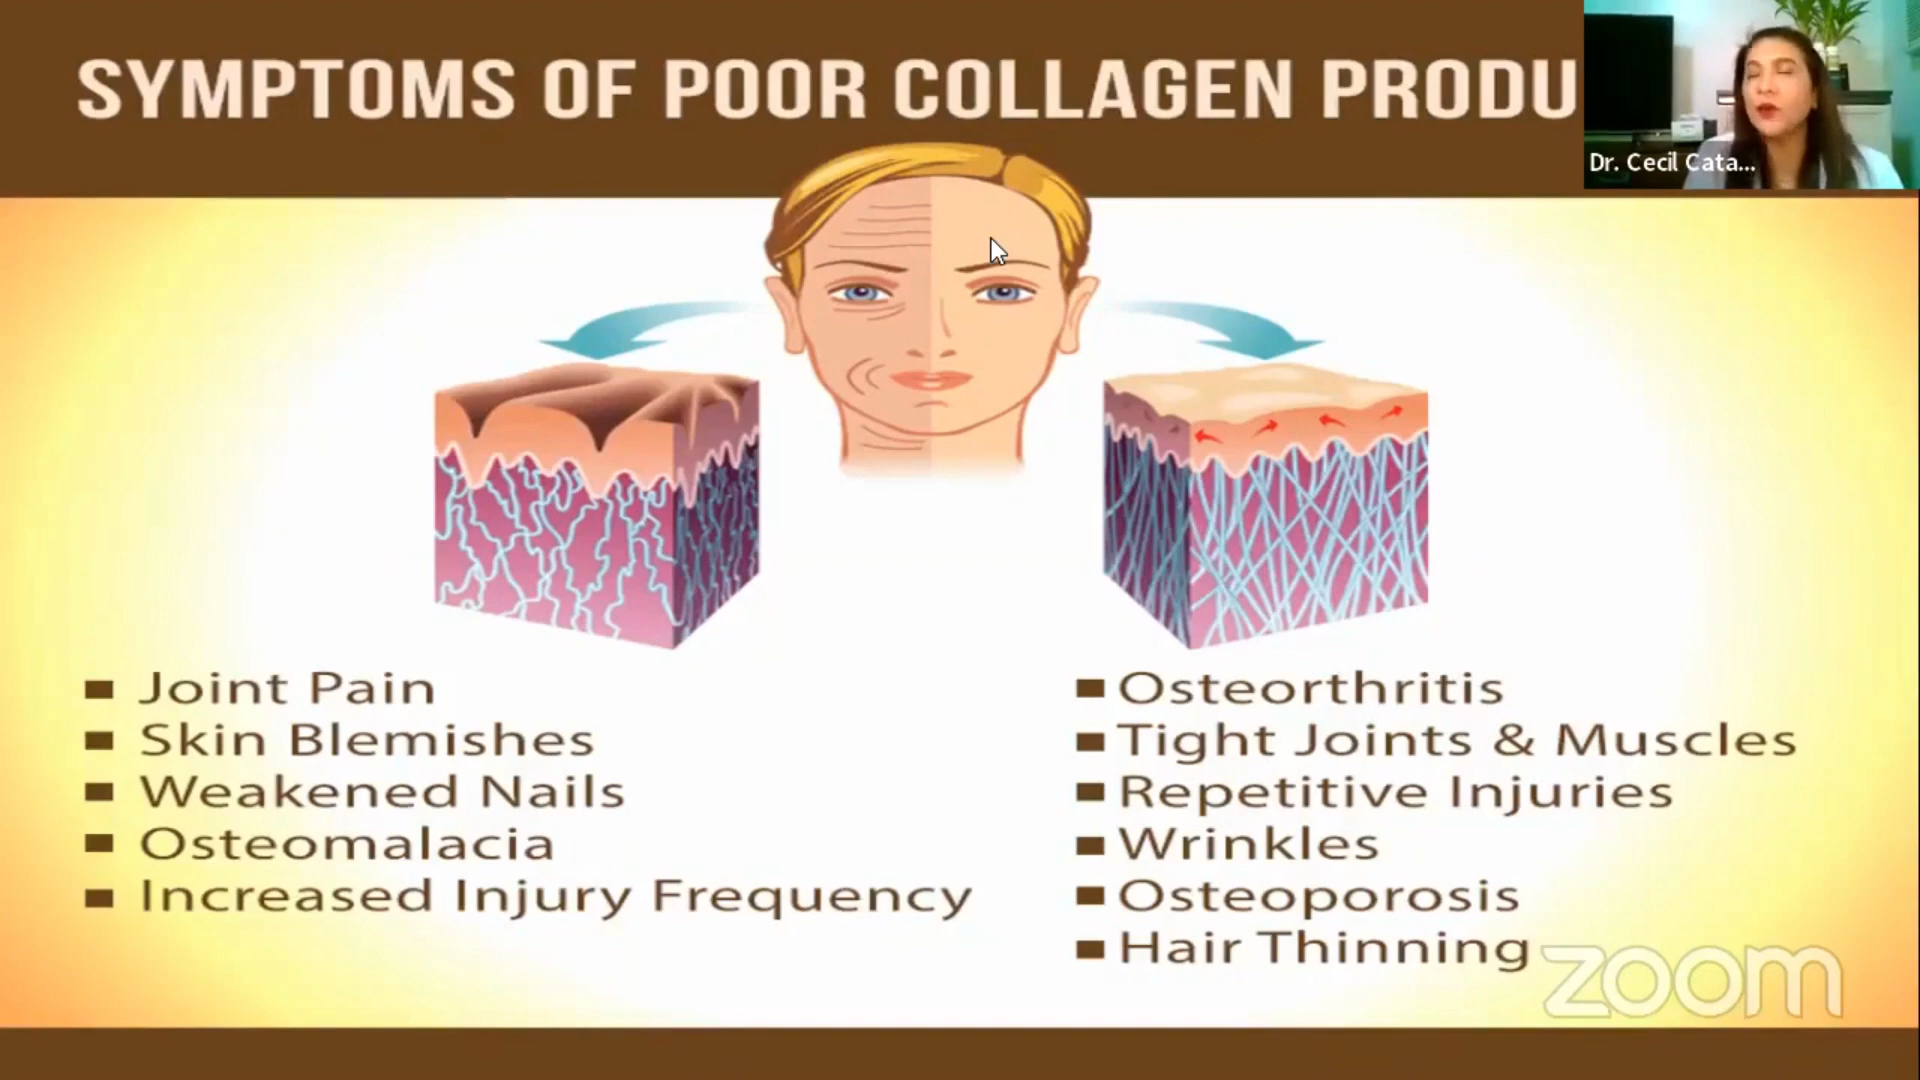 SYMPTOMS OF POOR COLLAGEN PRODU
Dr. Cecil Cata...
Joint Pain
Skin Blemishes
Weakened Nails
Osteomalacia
Increased Injury Frequency
Osteorthritis
Tight Joints & Muscles
Repetitive Injuries
Wrinkles
Osteoporosis
Hair Thinning
zoom